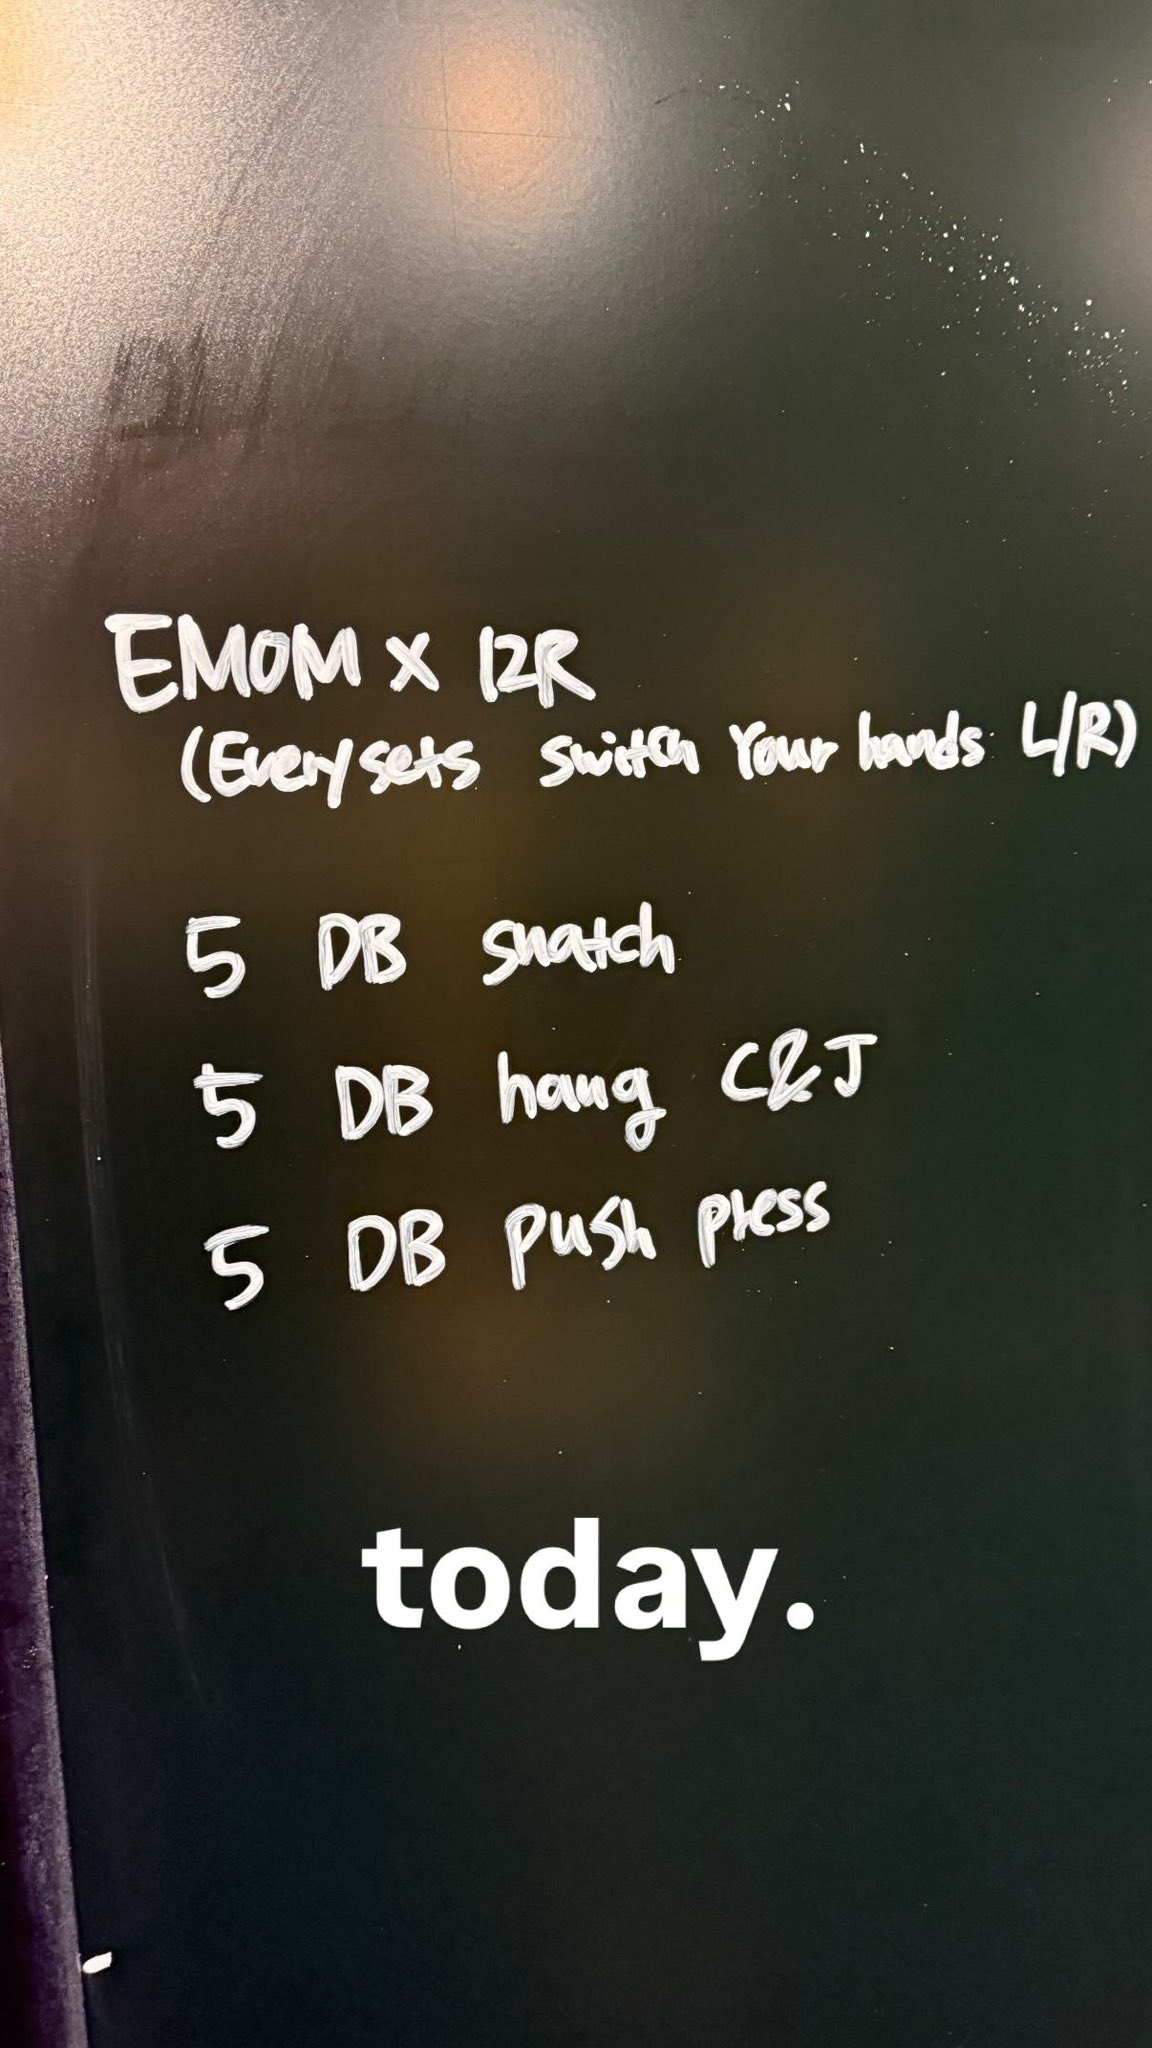 EMOM x 12R
(Every sets switch Your hands L/R)
5 DB snatch
5 DB hang C&J
5 DB push press
today.